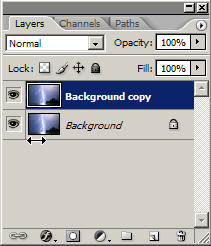 Layers Channels Paths
Normal Opacity: 100%
Lock: Fill: 100%
Background copy
Background